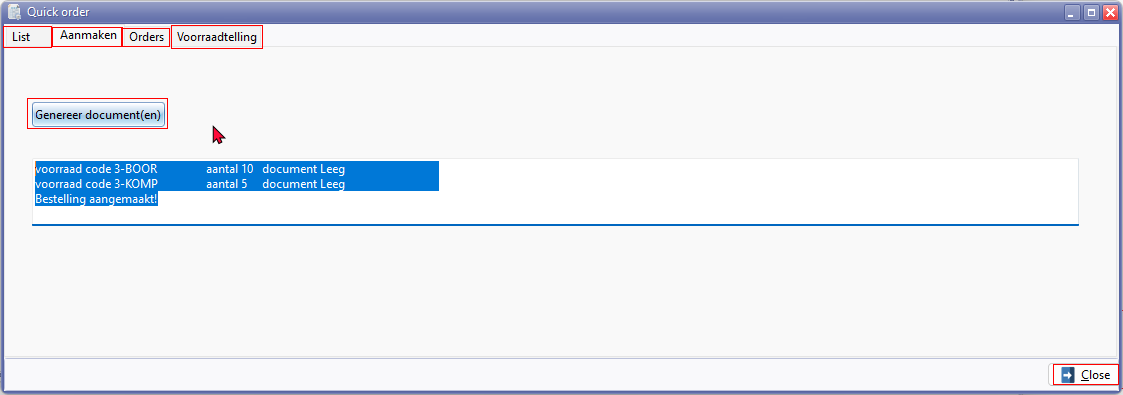 Quick order
List Aanmaken Orders Voorraadtelling
Genereer document(en)
voorraad code 3-BOOR aantal 10 document Leeg
voorraad code 3-KOMP aantal 5 document Leeg
Bestelling aangemaakt!
Close